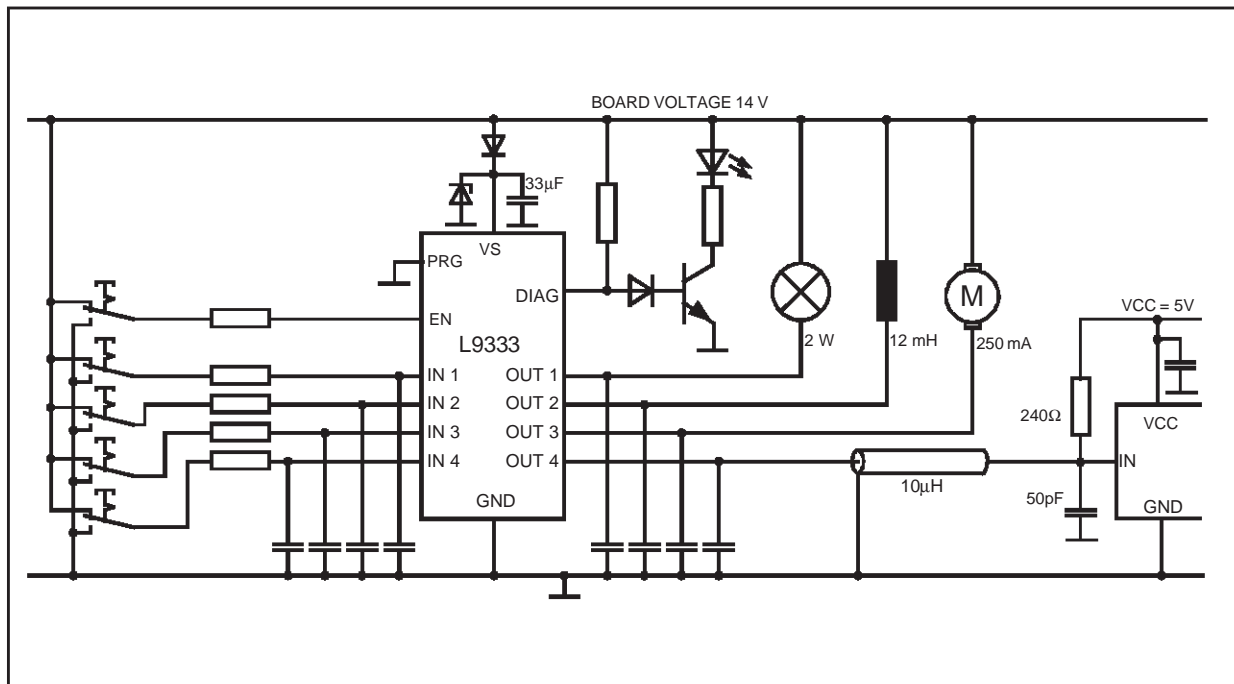 BOARD VOLTAGE 14 V
33µF
VS
PRG
DIAG
EN
L9333
M
VCC = 5V
2 W
12 mH
250 mA
IN 1
OUT 1
IN 2
OUT 2
240Ω
VCC
IN 3
OUT 3
IN 4
OUT 4
IN
10µH
GND
50pF
GND